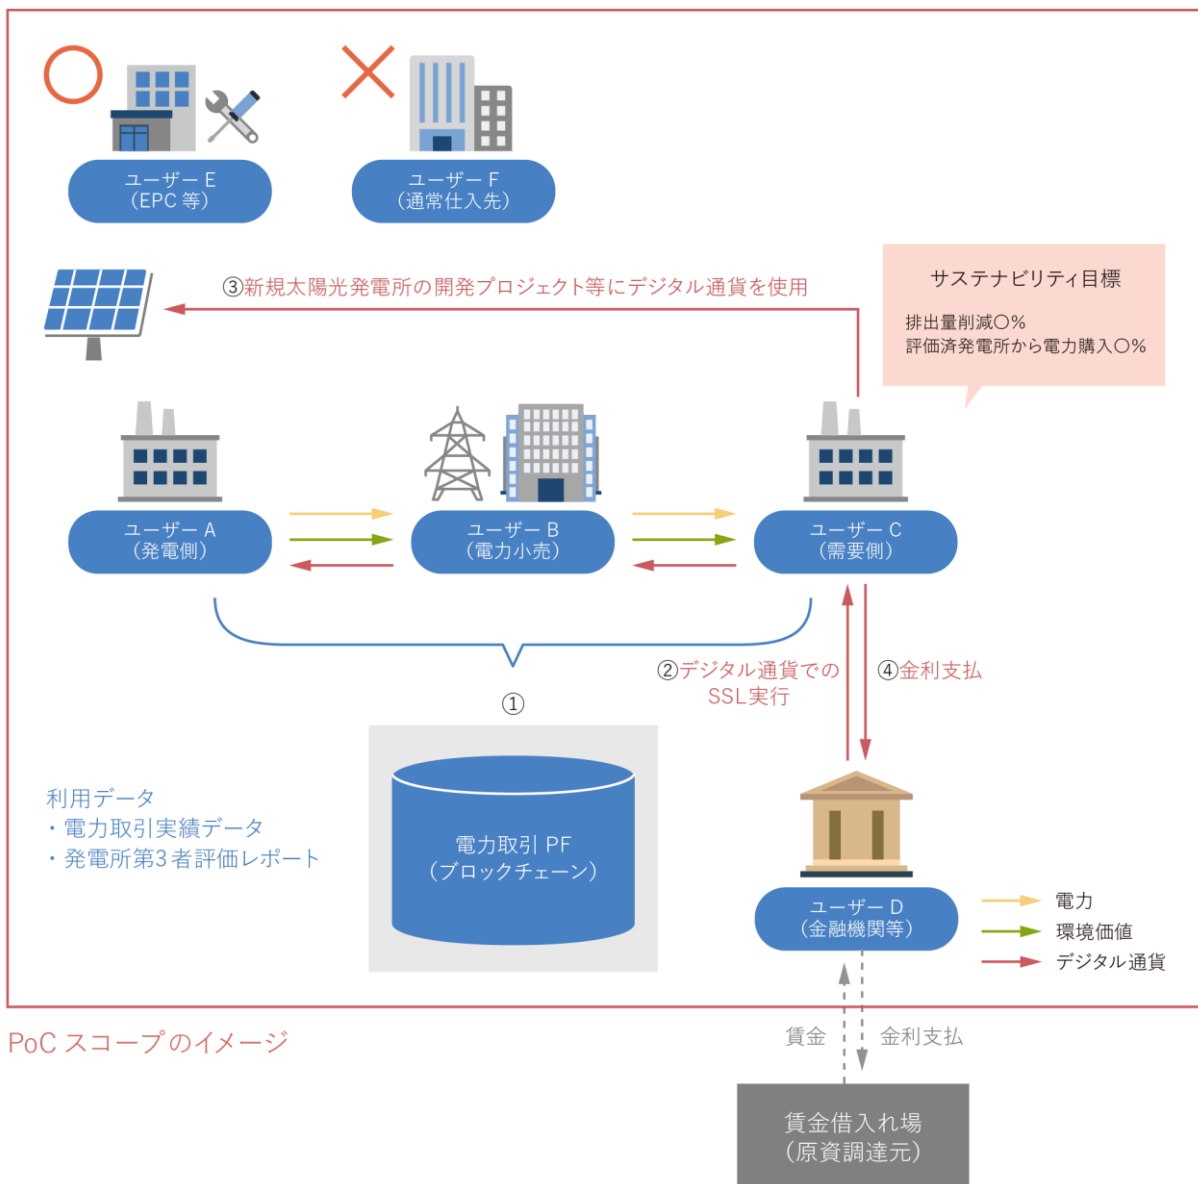 ユーザー E
（EPC 等）
ユーザー F
（通常仕入先）
③新規太陽光発電所の開発プロジェクト等にデジタル通貨を使用
サステナビリティ目標
排出量削減〇%
評価済発電所から電力購入〇%
ユーザー A
（発電側）
ユーザー B
（電力小売）
ユーザー C
（需要側）
②デジタル通貨での
SSL実行
④金利支払
①
利用データ
・電力取引実績データ
・発電所第3者評価レポート
電力取引 PF
（ブロックチェーン）
ユーザー D
（金融機関等）
電力
環境価値
デジタル通貨
PoC スコープのイメージ
賃金
金利支払
賃金借入れ場
（原資調達元）